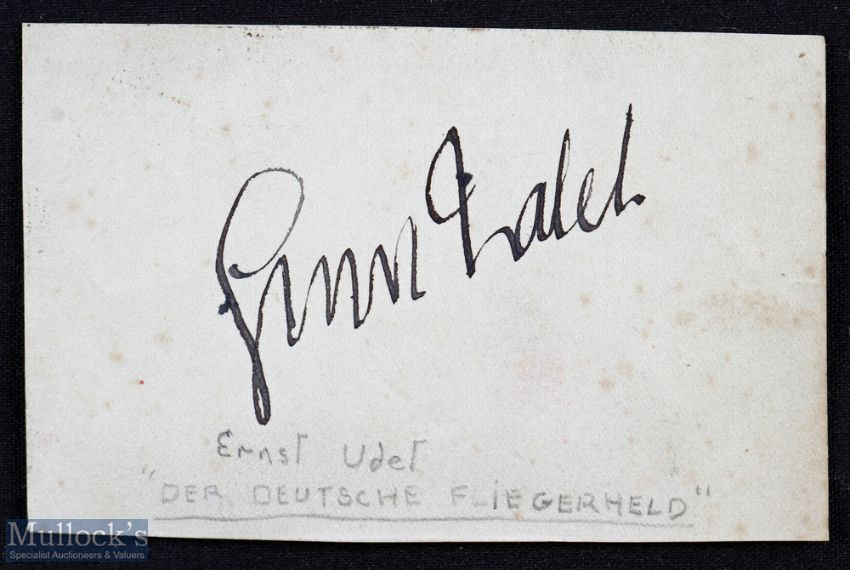 Ernst Udet
"DER DEUTSCHE FLIEGERHELD"
Mullock's
Specialist Auctioneers & Valuers